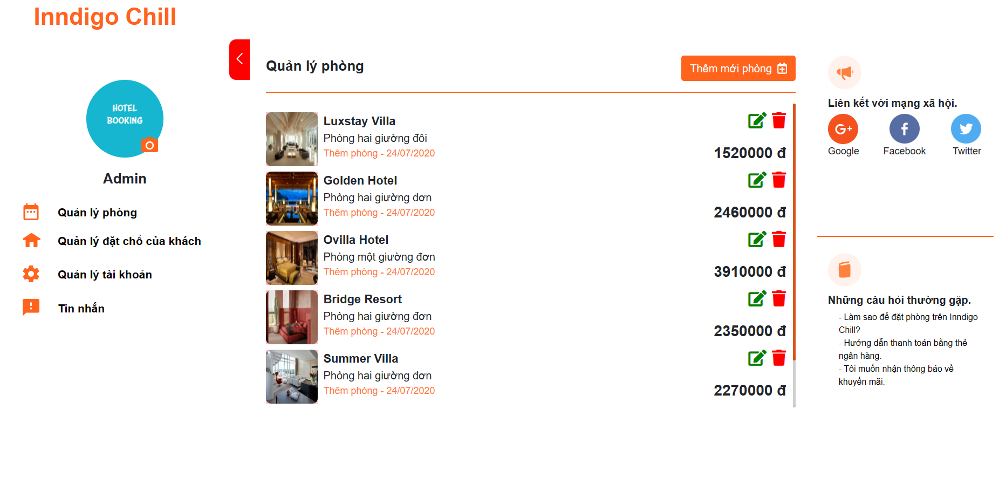 Inndigo Chill
HOTEL
BOOKING
Admin
Quản lý phòng
Quản lý đặt chổ của khách
Quản lý tài khoản
Tin nhắn
Quản lý phòng
Thêm mới phòng
Luxstay Villa
Phòng hai giường đôi
Thêm phòng - 24/07/2020
1520000 đ
Golden Hotel
Phòng hai giường đơn
Thêm phòng - 24/07/2020
2460000 đ
Ovilla Hotel
Phòng một giường đơn
Thêm phòng - 24/07/2020
3910000 đ
Bridge Resort
Phòng hai giường đơn
Thêm phòng - 24/07/2020
2350000 đ
Summer Villa
Phòng hai giường đơn
Thêm phòng - 24/07/2020
2270000 đ
Liên kết với mạng xã hội.
Google
Facebook
Twitter
Những câu hỏi thường gặp.
- Làm sao để đặt phòng trên Inndigo
Chill?
- Hướng dẫn thanh toán bằng thẻ
ngân hàng.
- Tôi muốn nhận thông báo về
khuyến mãi.